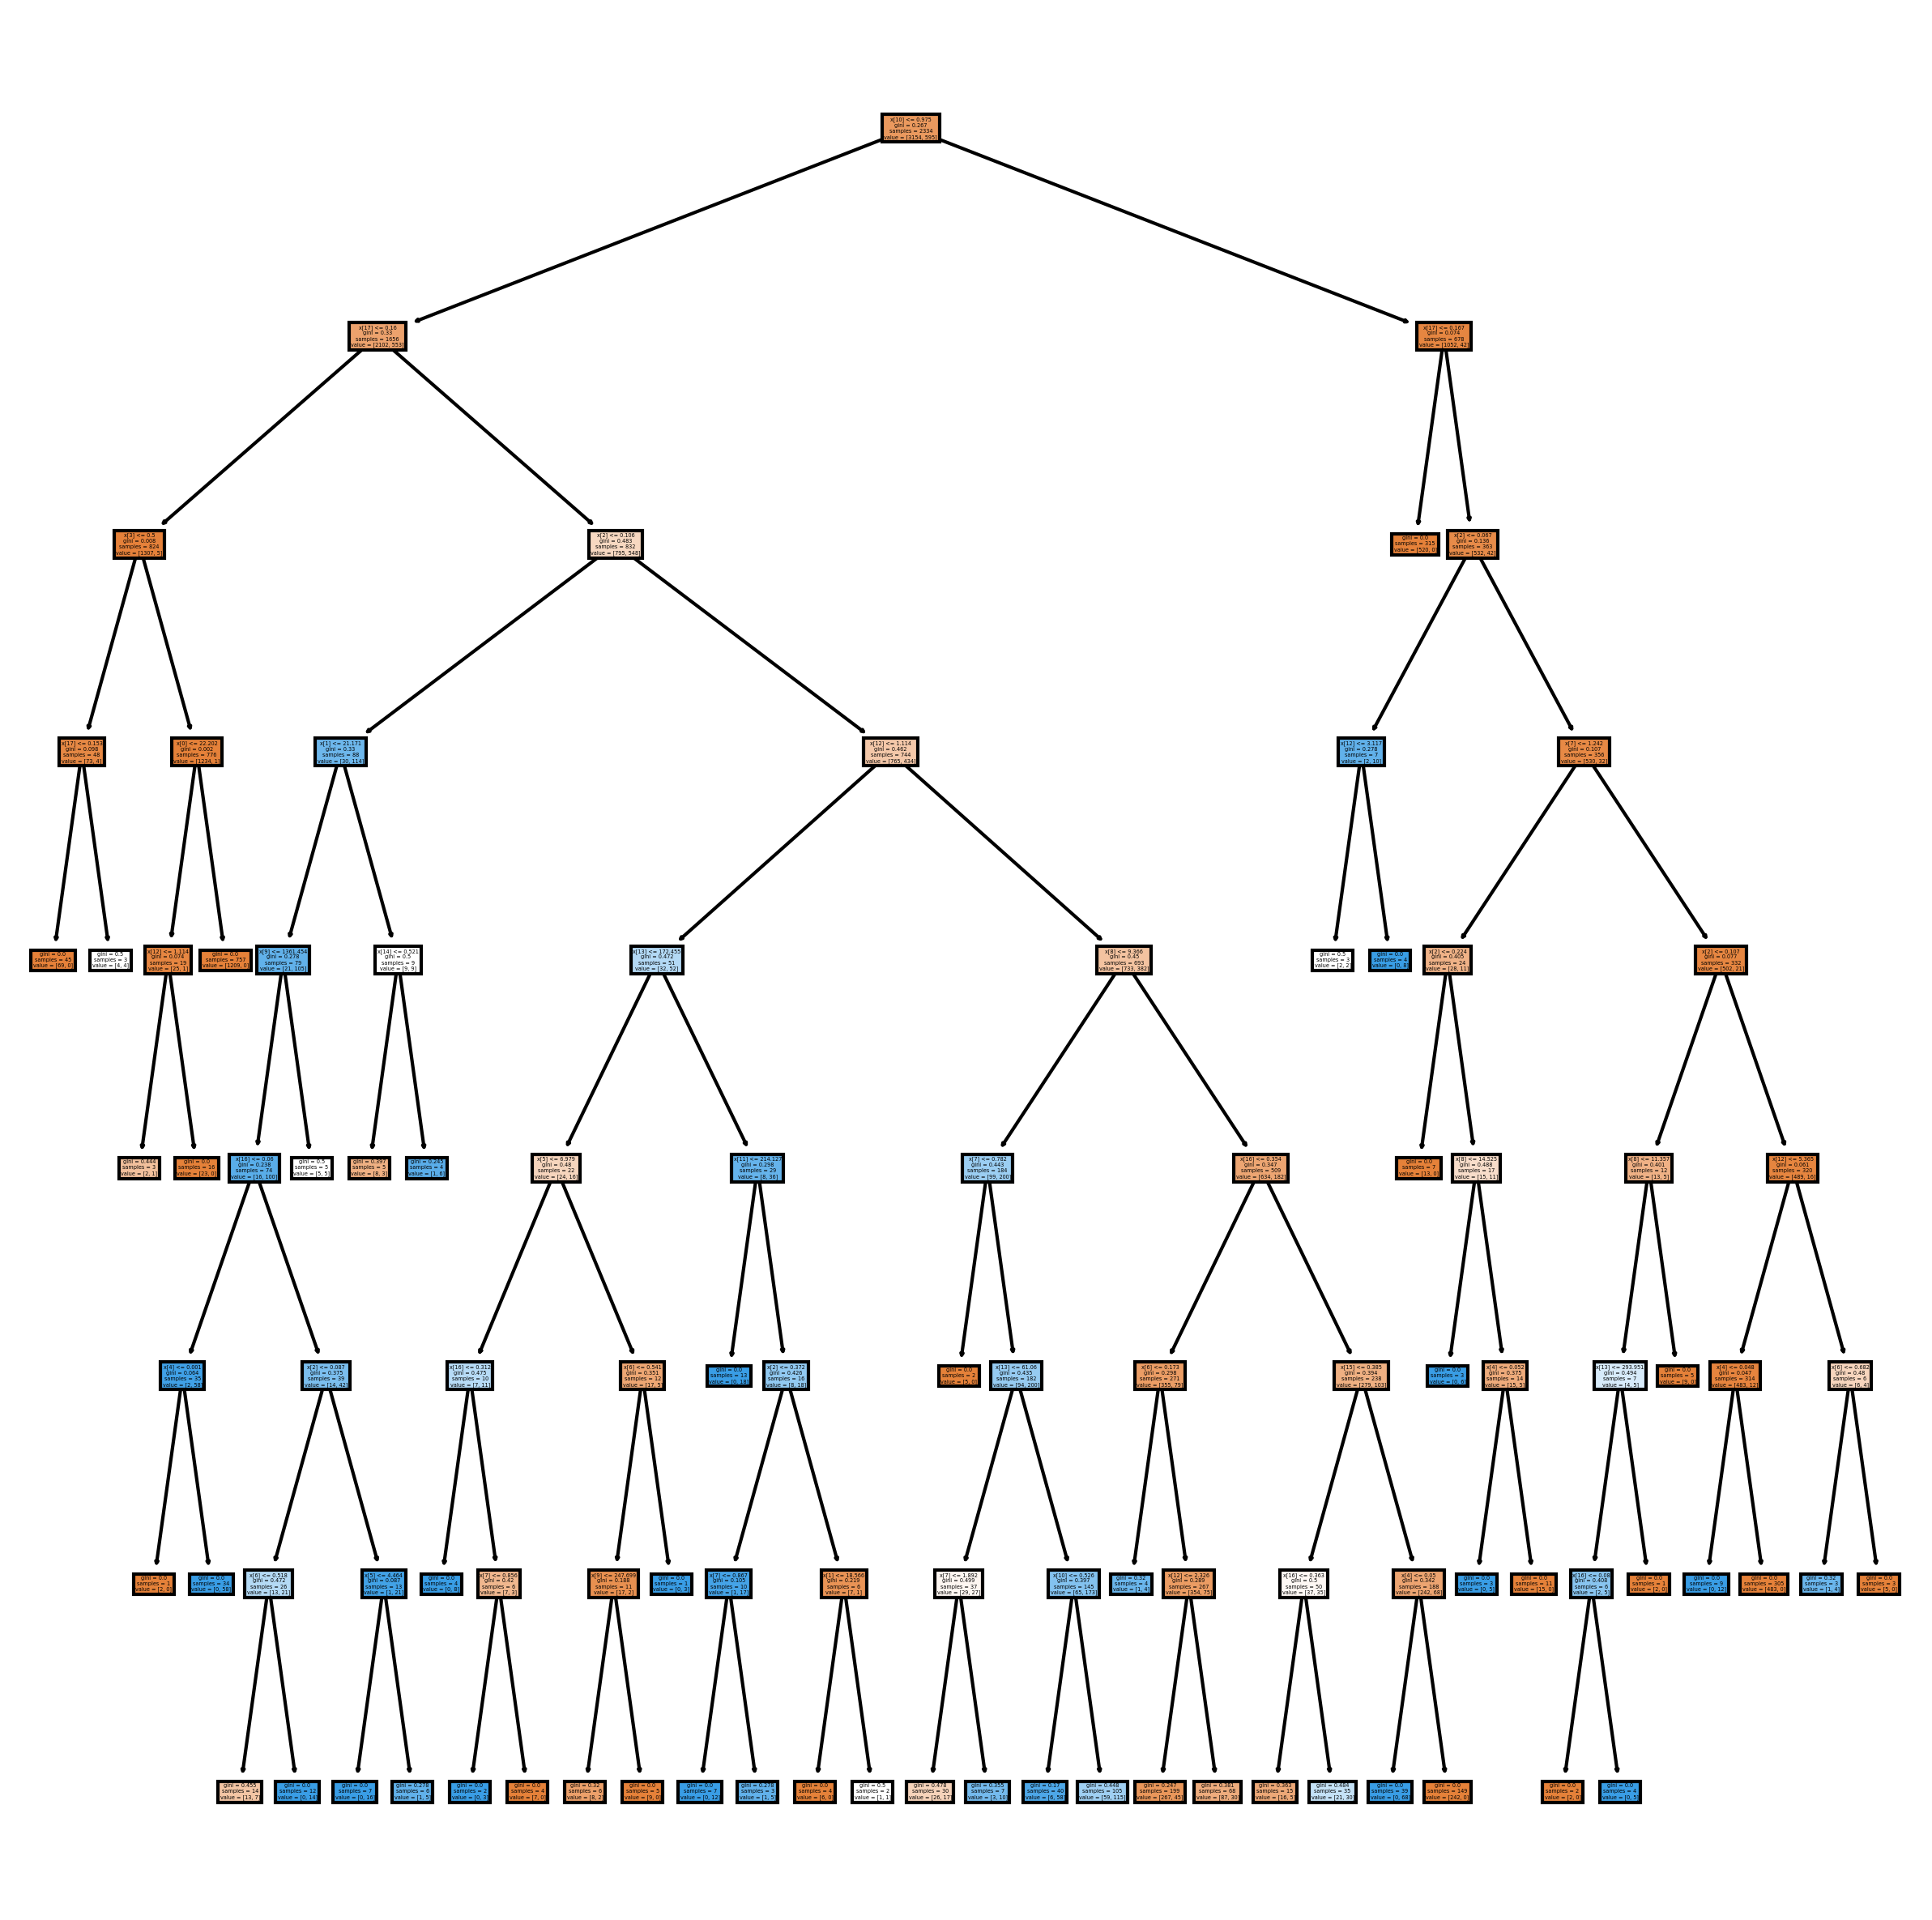 x[10] <= 0.975
gini = 0.267
samples = 2334
value = [3154, 595]
x[17] <= 0.16
gini = 0.33
samples = 1656
value = [2102, 553]
x[17] <= 0.167
gini = 0.074
samples = 678
value = [1052, 42]
x[3] <= 0.5
gini = 0.008
samples = 824
value = [1307, 5]
x[2] <= 0.106
gini = 0.483
samples = 832
value = [795, 548]
gini = 0.0
samples = 315
value = [520, 0]
x[2] <= 0.067
gini = 0.136
samples = 363
value = [532, 42]
x[17] <= 0.153
gini = 0.098
samples = 48
value = [73, 4]
x[0] <= 22.202
gini = 0.002
samples = 776
value = [1234, 1]
x[1] <= 21.171
gini = 0.33
samples = 88
value = [30, 114]
x[12] <= 1.114
gini = 0.462
samples = 744
value = [765, 434]
x[12] <= 3.117
gini = 0.278
samples = 7
value = [2, 10]
x[7] <= 1.242
gini = 0.107
samples = 356
value = [530, 32]
gini = 0.0
samples = 45
value = [69, 0]
gini = 0.5
samples = 3
value = [4, 4]
x[12] <= 1.114
gini = 0.074
samples = 19
value = [25, 1]
gini = 0.0
samples = 757
value = [1209, 0]
x[9] <= 1361.454
gini = 0.278
samples = 79
value = [21, 105]
x[14] <= 0.521
gini = 0.5
samples = 9
value = [9, 9]
x[13] <= 172.455
gini = 0.472
samples = 51
value = [32, 52]
x[8] <= 9.366
gini = 0.45
samples = 693
value = [733, 382]
gini = 0.5
samples = 3
value = [2, 2]
gini = 0.0
samples = 4
value = [0, 8]
x[2] <= 0.224
gini = 0.405
samples = 24
value = [28, 11]
x[2] <= 0.107
gini = 0.077
samples = 332
value = [502, 21]
gini = 0.444
samples = 3
value = [2, 1]
gini = 0.0
samples = 16
value = [23, 0]
x[16] <= 0.08
gini = 0.238
samples = 74
value = [16, 100]
gini = 0.5
samples = 5
value = [5, 5]
gini = 0.397
samples = 5
value = [8, 3]
gini = 0.245
samples = 4
value = [1, 6]
x[5] <= 6.979
gini = 0.48
samples = 22
value = [24, 16]
x[11] <= 214.127
gini = 0.298
samples = 29
value = [8, 36]
x[7] <= 0.782
gini = 0.443
samples = 184
value = [99, 200]
x[16] <= 0.354
gini = 0.347
samples = 509
value = [634, 182]
gini = 0.0
samples = 7
value = [13, 0]
x[8] <= 14.525
gini = 0.488
samples = 17
value = [15, 11]
x[8] <= 11.357
gini = 0.401
samples = 12
value = [13, 5]
x[12] <= 5.365
gini = 0.061
samples = 320
value = [489, 16]
x[4] <= 0.001
gini = 0.064
samples = 35
value = [2, 58]
x[2] <= 0.087
gini = 0.375
samples = 39
value = [14, 42]
x[16] <= 0.312
gini = 0.475
samples = 10
value = [7, 11]
x[6] <= 0.541
gini = 0.351
samples = 12
value = [17, 5]
gini = 0.0
samples = 13
value = [0, 18]
x[2] <= 0.372
gini = 0.426
samples = 16
value = [8, 18]
gini = 0.0
samples = 2
value = [5, 0]
x[13] <= 61.06
gini = 0.435
samples = 182
value = [94, 200]
x[6] <= 0.173
gini = 0.298
samples = 271
value = [355, 79]
x[15] <= 0.385
gini = 0.394
samples = 238
value = [279, 103]
gini = 0.0
samples = 3
value = [0, 6]
x[4] <= 0.052
gini = 0.375
samples = 14
value = [15, 5]
x[13] <= 293.951
gini = 0.494
samples = 7
value = [4, 5]
gini = 0.0
samples = 5
value = [9, 0]
x[4] <= 0.048
gini = 0.047
samples = 314
value = [483, 12]
x[6] <= 0.682
gini = 0.48
samples = 6
value = [6, 4]
gini = 0.0
samples = 1
value = [2, 0]
gini = 0.0
samples = 34
value = [0, 58]
x[6] <= 0.518
gini = 0.472
samples = 26
value = [13, 21]
x[5] <= 4.464
gini = 0.087
samples = 13
value = [1, 21]
gini = 0.0
samples = 4
value = [0, 8]
x[7] <= 0.856
gini = 0.42
samples = 6
value = [7, 3]
x[9] <= 247.699
gini = 0.188
samples = 11
value = [17, 2]
gini = 0.0
samples = 1
value = [0, 3]
x[7] <= 0.867
gini = 0.105
samples = 10
value = [1, 17]
x[1] <= 18.566
gini = 0.219
samples = 6
value = [7, 1]
x[7] <= 1.892
gini = 0.499
samples = 37
value = [29, 27]
x[10] <= 0.526
gini = 0.397
samples = 145
value = [65, 173]
gini = 0.32
samples = 4
value = [1, 4]
x[12] <= 2.326
gini = 0.289
samples = 267
value = [354, 75]
x[16] <= 0.363
gini = 0.5
samples = 50
value = [37, 35]
x[4] <= 0.05
gini = 0.342
samples = 188
value = [242, 68]
gini = 0.0
samples = 3
value = [0, 5]
gini = 0.0
samples = 11
value = [15, 0]
x[16] <= 0.08
gini = 0.408
samples = 6
value = [2, 5]
gini = 0.0
samples = 1
value = [2, 0]
gini = 0.0
samples = 9
value = [0, 12]
gini = 0.0
samples = 305
value = [483, 0]
gini = 0.32
samples = 3
value = [1, 4]
gini = 0.0
samples = 3
value = [5, 0]
gini = 0.455
samples = 14
value = [13, 7]
gini = 0.0
samples = 12
value = [0, 14]
gini = 0.0
samples = 7
value = [0, 16]
gini = 0.278
samples = 6
value = [1, 5]
gini = 0.0
samples = 2
value = [0, 3]
gini = 0.0
samples = 4
value = [7, 0]
gini = 0.32
samples = 6
value = [8, 2]
gini = 0.0
samples = 5
value = [9, 0]
gini = 0.0
samples = 7
value = [0, 12]
gini = 0.278
samples = 3
value = [1, 5]
gini = 0.0
samples = 4
value = [6, 0]
gini = 0.5
samples = 2
value = [1, 1]
gini = 0.478
samples = 30
value = [26, 17]
gini = 0.355
samples = 7
value = [3, 10]
gini = 0.17
samples = 40
value = [6, 58]
gini = 0.448
samples = 105
value = [59, 115]
gini = 0.247
samples = 199
value = [267, 45]
gini = 0.381
samples = 68
value = [87, 30]
gini = 0.363
samples = 15
value = [16, 5]
gini = 0.484
samples = 35
value = [21, 30]
gini = 0.0
samples = 39
value = [0, 68]
gini = 0.0
samples = 149
value = [242, 0]
gini = 0.0
samples = 2
value = [2, 0]
gini = 0.0
samples = 4
value = [0, 5]